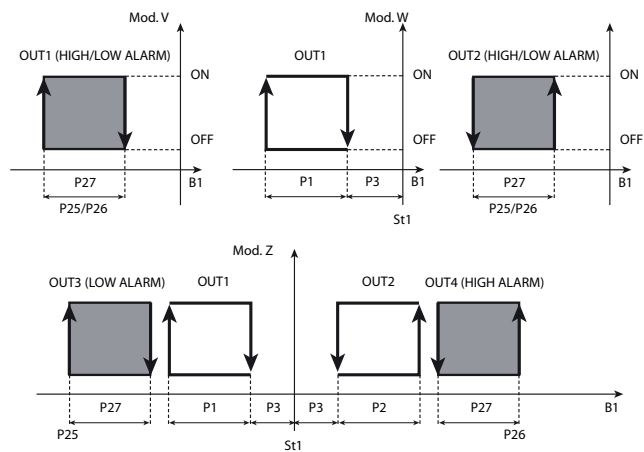 Mod. V
Mod. W
OUT1 (HIGH/LOW ALARM)
OUT1
OUT2 (HIGH/LOW ALARM)
ON
ON
ON
OFF
OFF
OFF
P27
B1
P1
P3
B1
P27
B1
P25/P26
St1
P25/P26
Mod. Z
OUT3 (LOW ALARM)
OUT1
OUT2
OUT4 (HIGH ALARM)
P27
P1
P3
P3
P2
P27
B1
P25
St1
P26